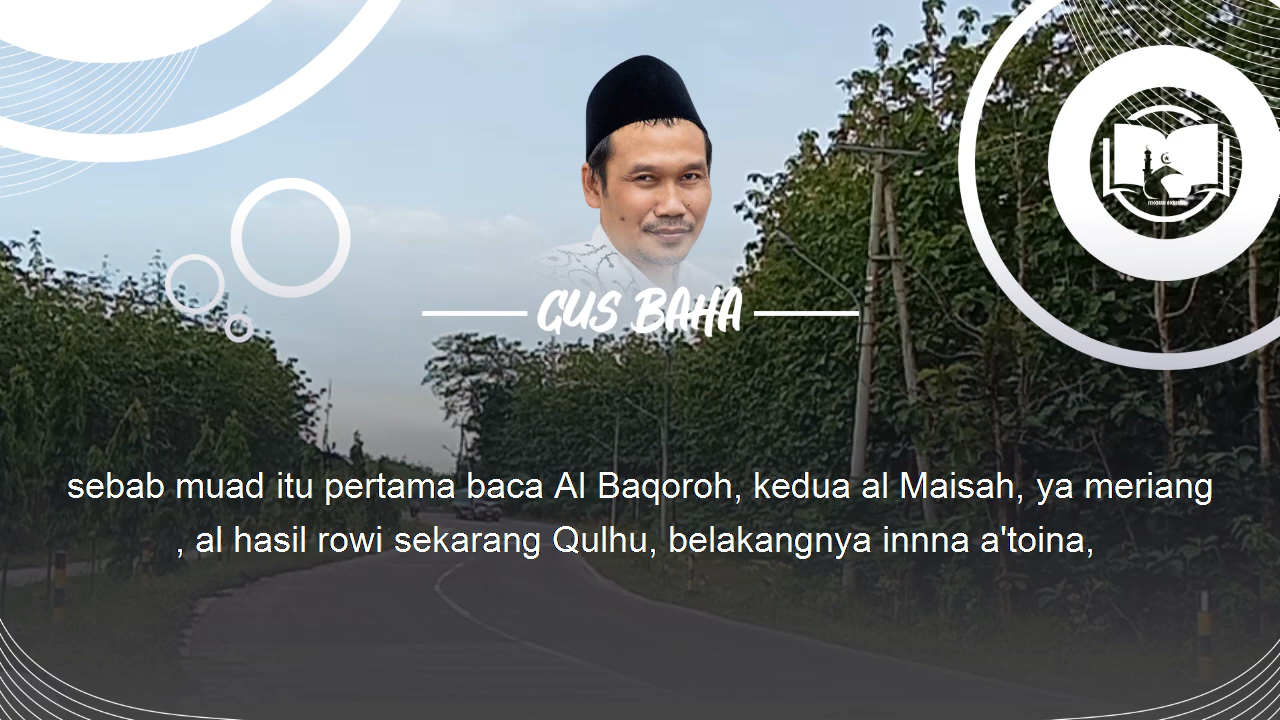 GUS BAHA
sebab muad itu pertama baca Al Baqoroh, kedua al Maisah, ya meriang
, al hasil rowi sekarang Qulhu, belakangnya innna a'toina,